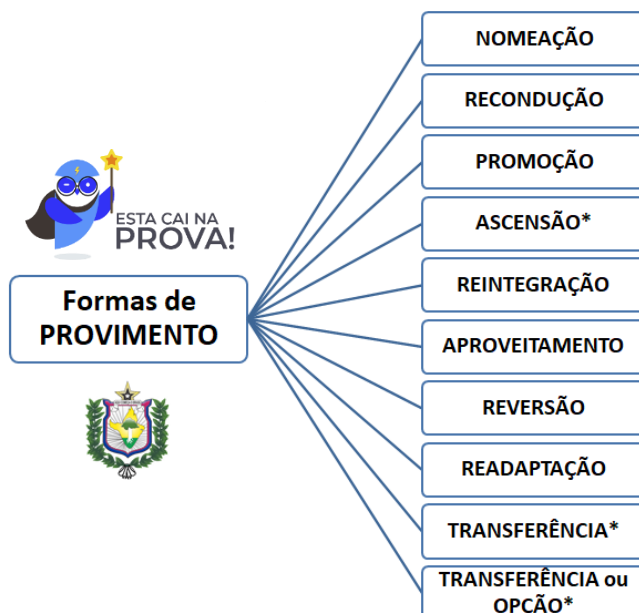 NOMEAÇÃO
RECONDUÇÃO
PROMOÇÃO
ESTA CAI NA
PROVA!
ASCENSÃO*
Formas de
PROVIMENTO
REINTEGRAÇÃO
APROVEITAMENTO
REVERSÃO
READAPTAÇÃO
TRANSFERÊNCIA*
TRANSFERÊNCIA ou
OPÇÃO*